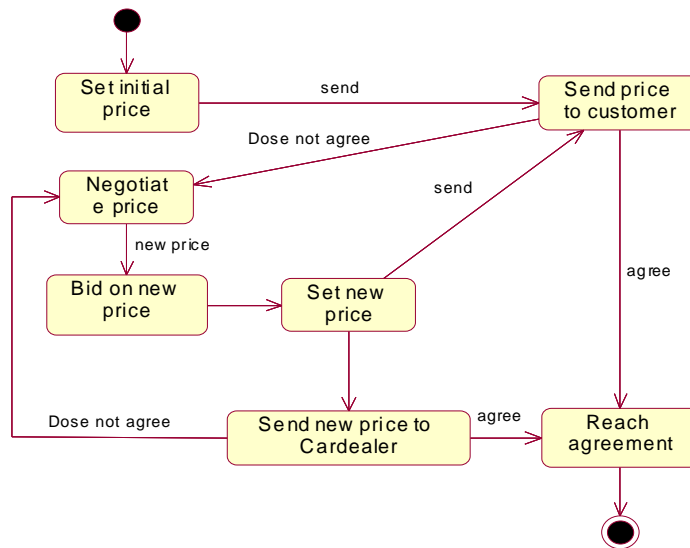 Set initial
price
send
Send price
to customer
Dose not agree
Negotiat
e price
send
new price
Bid on new
price
Set new
price
agree
Dose not agree
Send new price to
Cardealer
agree
Reach
agreement